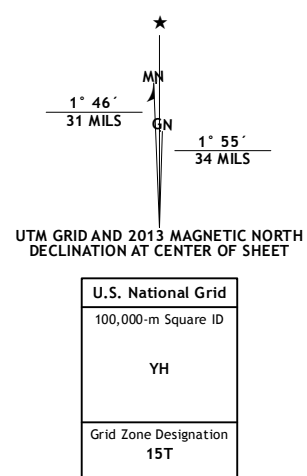 MN
1° 46´
31 MILS
GN
1° 55´
34 MILS
UTM GRID AND 2013 MAGNETIC NORTH
DECLINATION AT CENTER OF SHEET
U.S. National Grid
100,000-m Square ID
YH
Grid Zone Designation
15T